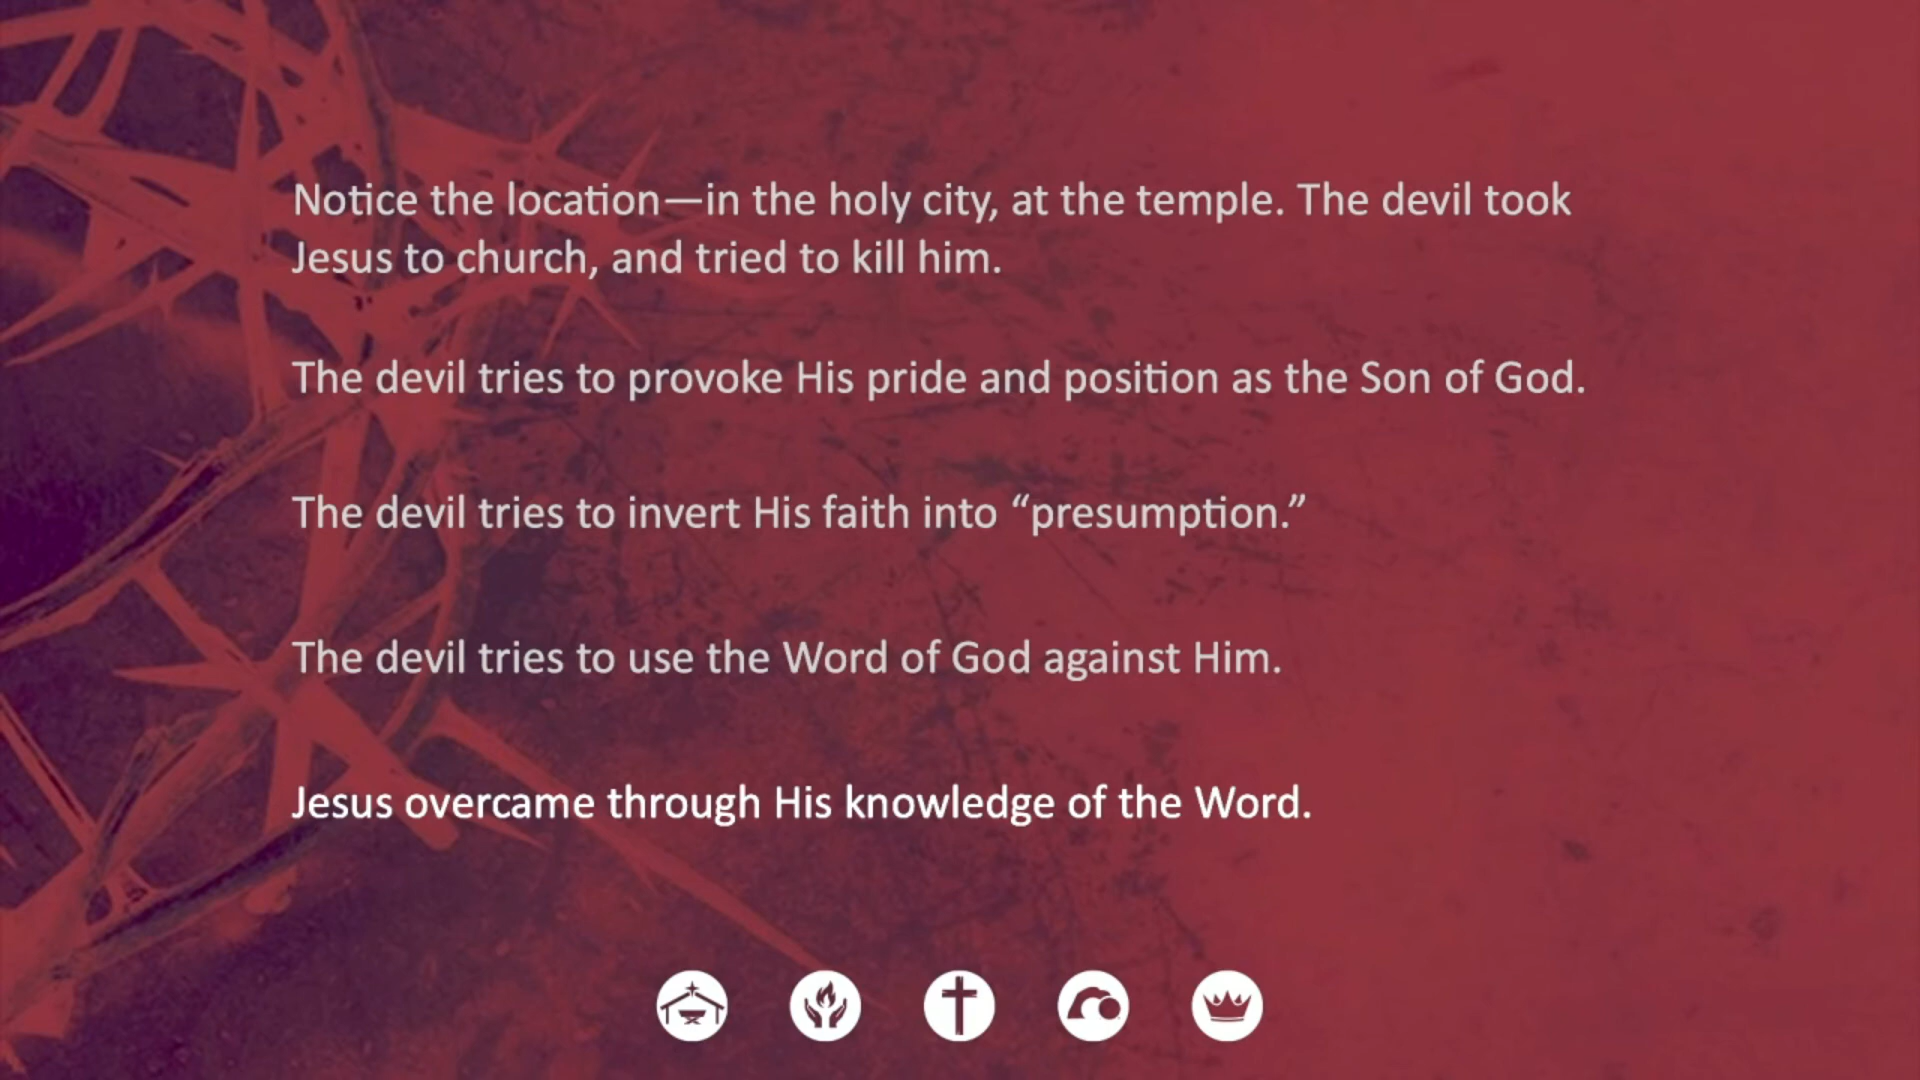 Notice the location—in the holy city, at the temple. The devil took
Jesus to church, and tried to kill him.
The devil tries to provoke His pride and position as the Son of God.
The devil tries to invert His faith into “presumption.”
The devil tries to use the Word of God against Him.
Jesus overcame through His knowledge of the Word.